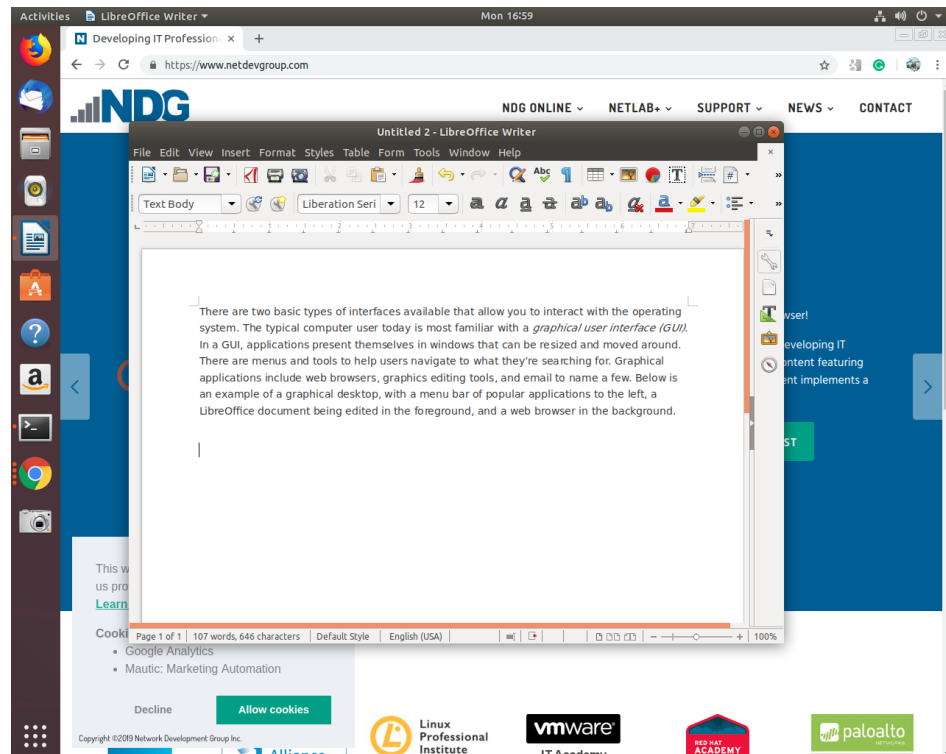 Activities LibreOffice Writer Mon 16:59
Developing IT Profession
https://www.netdevgroup.com
NDG
NDG ONLINE NETLAB+ SUPPORT NEWS CONTACT
Untitled 2 - LibreOffice Writer
File Edit View Insert Format Styles Table Form Tools Window Help
Text Body Liberation Seri 12
There are two basic types of interfaces available that allow you to interact with the operating
system. The typical computer user today is most familiar with a graphical user interface (GUI).
In a GUI, applications present themselves in windows that can be resized and moved around.
There are menus and tools to help users navigate to what they're searching for. Graphical
applications include web browsers, graphics editing tools, and email to name a few. Below is
an example of a graphical desktop, with a menu bar of popular applications to the left, a
LibreOffice document being edited in the foreground, and a web browser in the background.
wser!
eveloping IT
ontent featuring
ent implements a
ST
Page 1 of 1 107 words, 646 characters Default Style English (USA) 100%
This w
us pro
Learn
Cooki
Google Analytics
Mautic: Marketing Automation
Decline Allow cookies
Copyright ©2019 Network Development Group Inc.
Alliance
Linux
Professional
Institute
vmware
IT Academy
RED HAT
ACADEMY
paloalto
NETWORKS